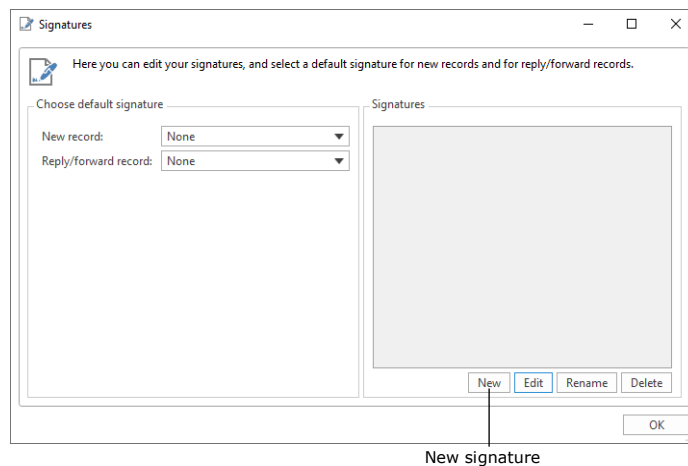 Signatures
Here you can edit your signatures, and select a default signature for new records and for reply/forward records.
Choose default signature
New record: None
Reply/forward record: None
Signatures
New Edit Rename Delete
OK
New signature